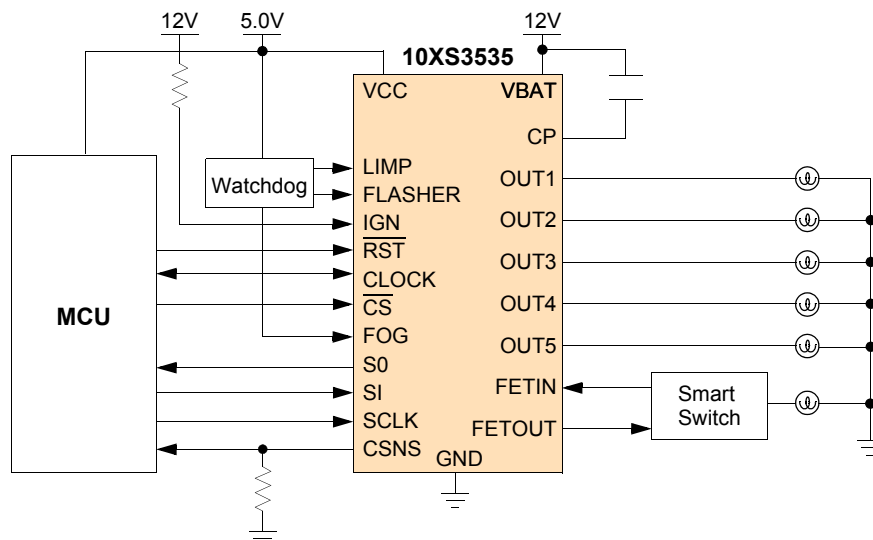 12V
5.0V
12V
10XS3535
VCC
VBAT
CP
LIMP
FLASHER
IGN
RST
CLOCK
CS
FOG
S0
SI
SCLK
CSNS
GND
OUT1
OUT2
OUT3
OUT4
OUT5
FETIN
FETOUT
Watchdog
MCU
Smart
Switch